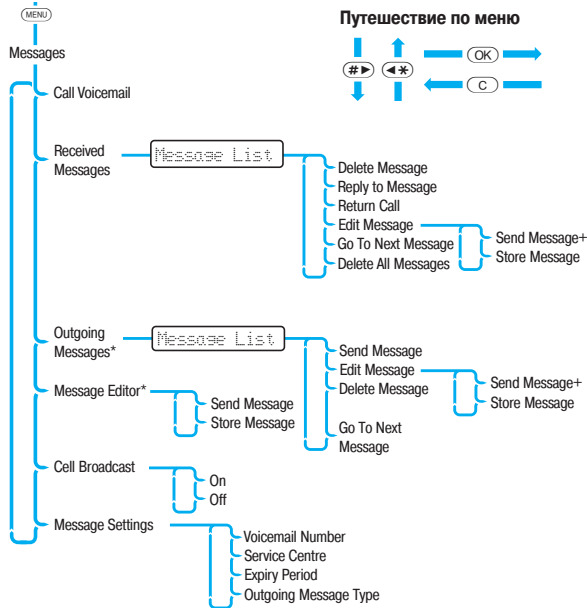 MENU
Путешествие по меню
# ▶
◀ *
OK
C
Messages
Call Voicemail
Received
Messages
Message List
Delete Message
Reply to Message
Return Call
Edit Message
Go To Next Message
Delete All Messages
Send Message+
Store Message
Outgoing
Messages*
Message List
Send Message
Edit Message
Delete Message
Go To Next
Message
Send Message+
Store Message
Message Editor*
Send Message
Store Message
Cell Broadcast
On
Off
Message Settings
Voicemail Number
Service Centre
Expiry Period
Outgoing Message Type